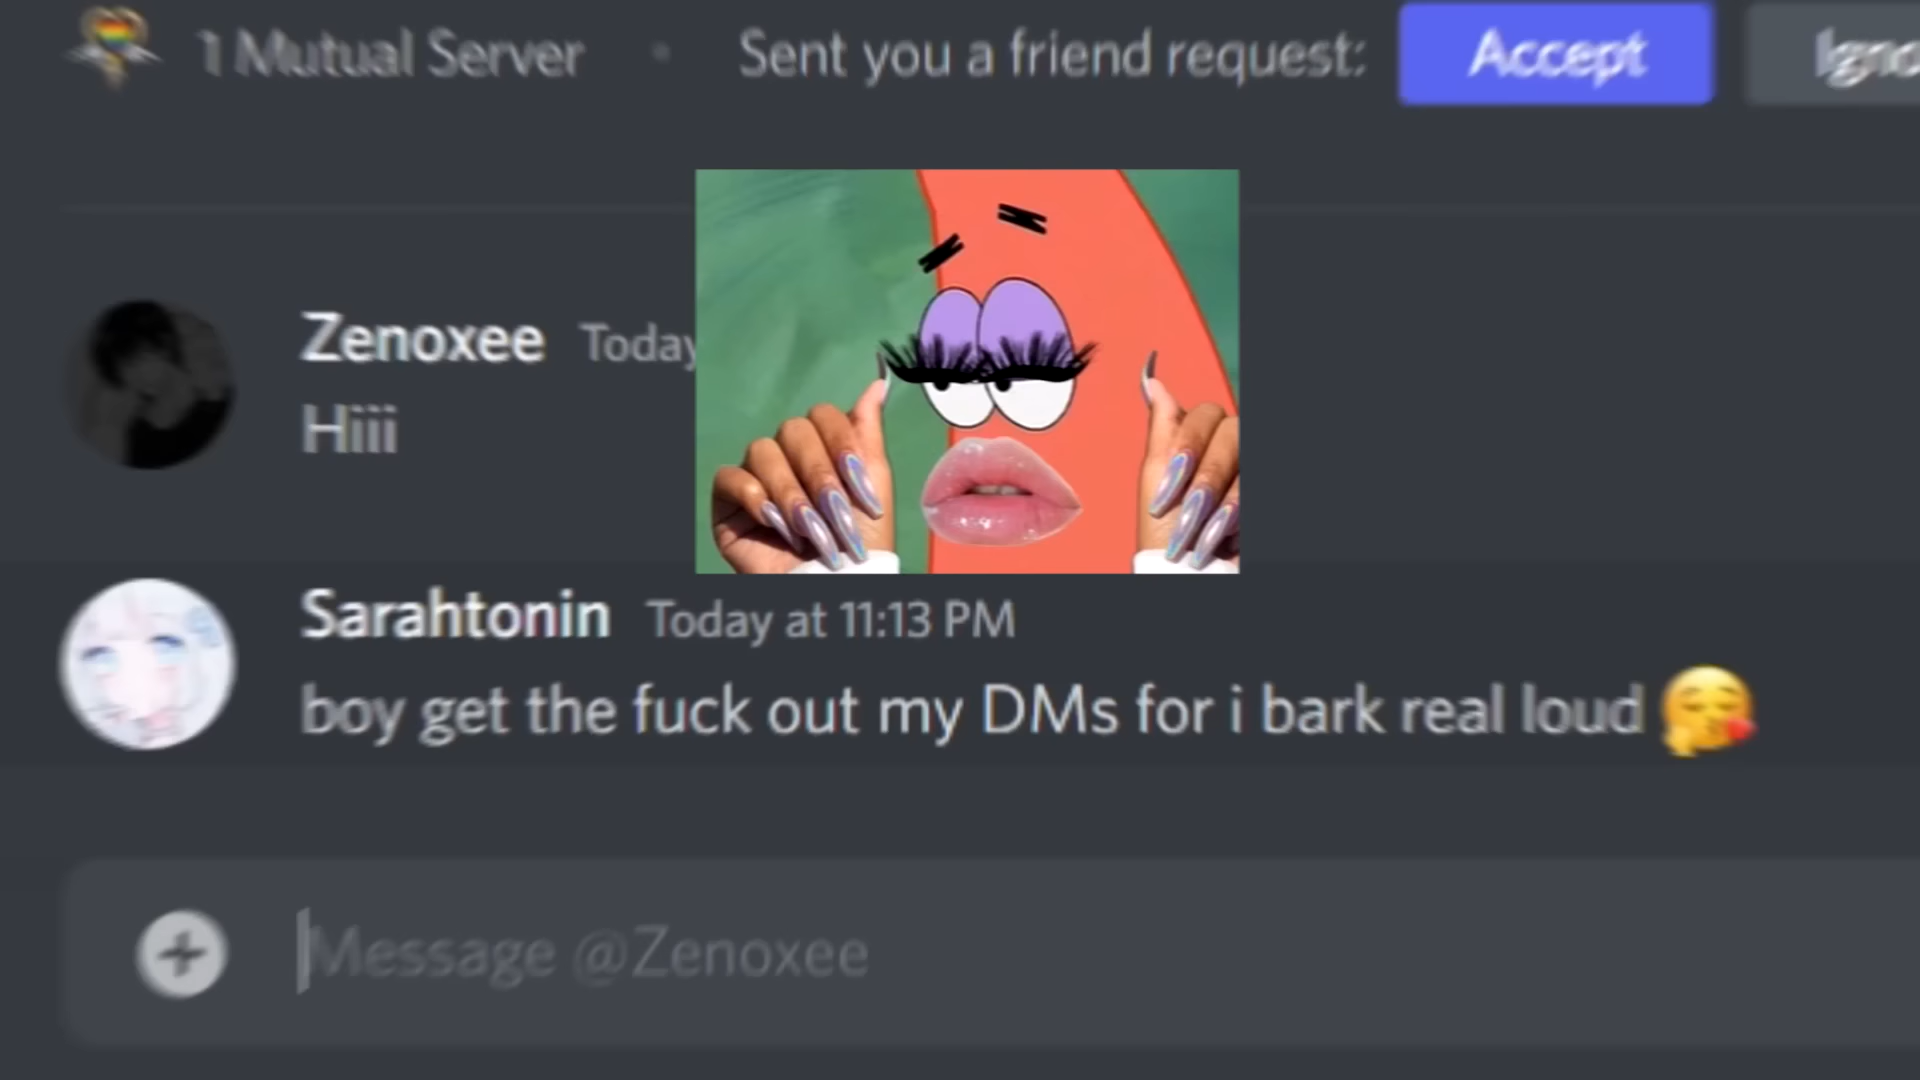 1 Mutual Server • Sent you a friend request: Accept
Zenoxee Today
Hiii
Sarahtonin Today at 11:13 PM
boy get the fuck out my DMs for i bark real loud
Message @Zenoxee